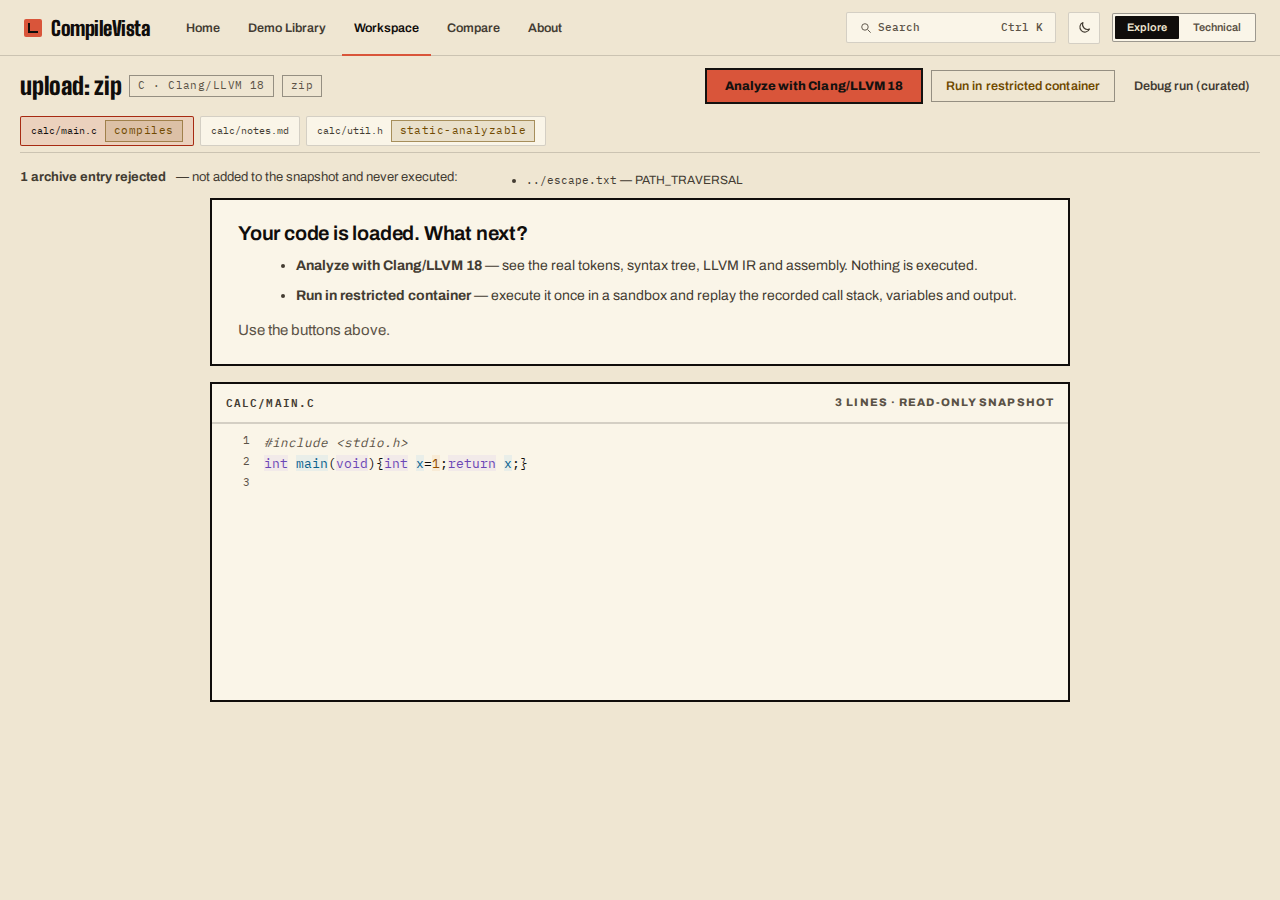 CompileVista Home Demo Library Workspace Compare About Search Ctrl K Explore Technical
upload: zip C · Clang/LLVM 18 zip Analyze with Clang/LLVM 18 Run in restricted container Debug run (curated)
calc/main.c compiles calc/notes.md calc/util.h static-analyzable
1 archive entry rejected — not added to the snapshot and never executed: • ../escape.txt — PATH_TRAVERSAL
Your code is loaded. What next?
• Analyze with Clang/LLVM 18 — see the real tokens, syntax tree, LLVM IR and assembly. Nothing is executed.
• Run in restricted container — execute it once in a sandbox and replay the recorded call stack, variables and output.
Use the buttons above.
CALC/MAIN.C 3 LINES · READ-ONLY SNAPSHOT
1 #include <stdio.h>
2 int main(void){int x=1;return x;}
3